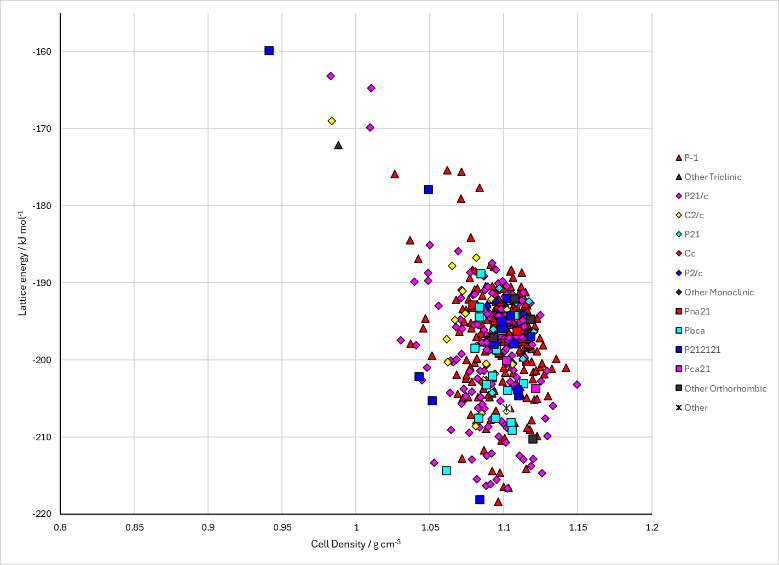 -160
-170
-180
-190
-200
-210
-220
Lattice energy / kJ mol⁻¹
0.8 0.85 0.9 0.95 1 1.05 1.1 1.15 1.2
Cell Density / g cm⁻³
P-1
Other Triclinic
P21/c
C2/c
P21
Cc
P2/c
Other Monoclinic
Pna21
Pbca
P212121
Pca21
Other Orthorhombic
Other